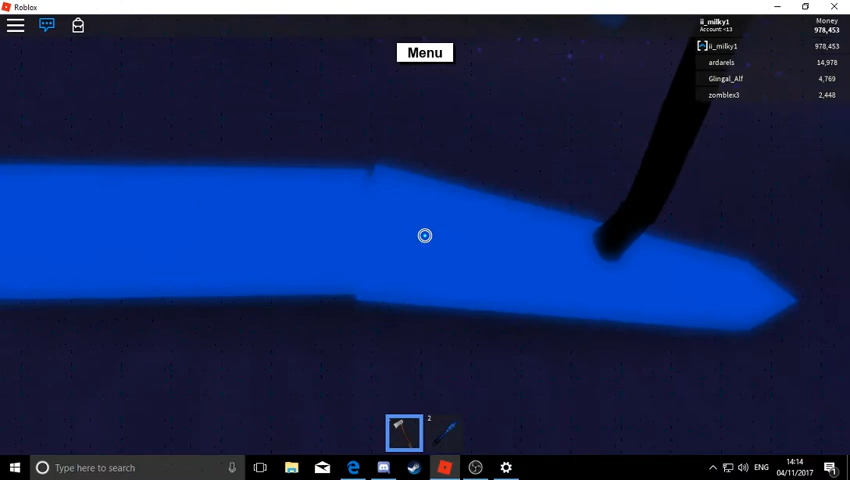 Roblox
ii_milky1
Account: <13
Money
978,453
Menu
ii_milky1 978,453
ardarels 14,978
Glingal_Alf 4,769
zomblex3 2,448
2
Type here to search
ENG
14:14
04/11/2017
1